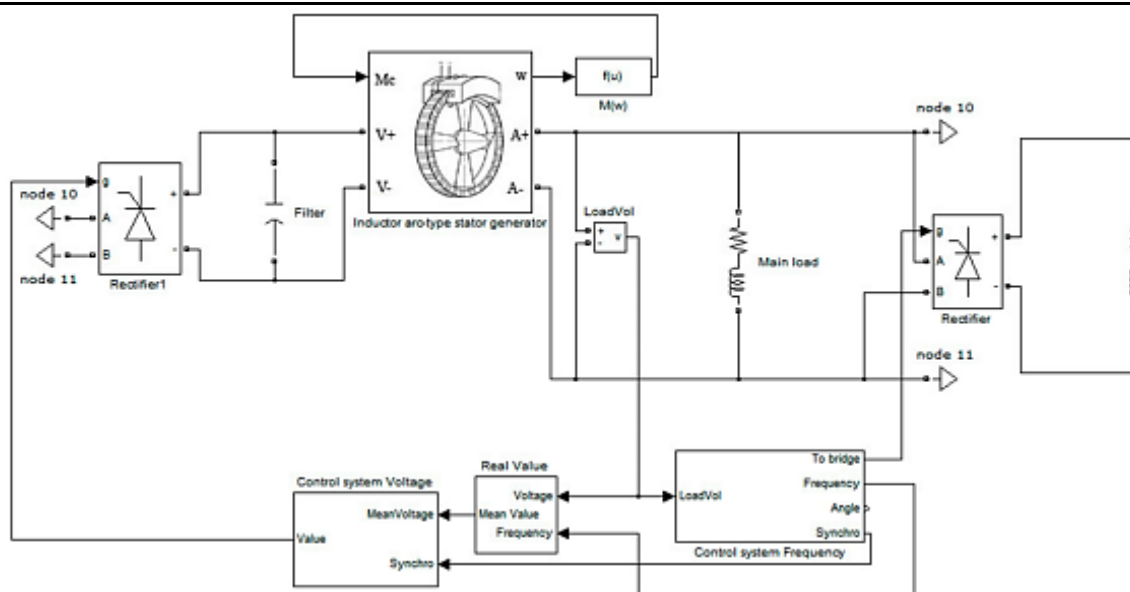 Mc
w
f(u)
M(w)
V+
A+
V-
A-
Inductor aro-type stator generator
node 10
node 11
g
A
B
+
-
Rectifier1
Filter
LoadVol
+
-
v
Main load
node 10
node 11
g
A
B
+
-
Rectifier
Control system Voltage
MeanVoltage
Value
Synchro
Real Value
Voltage
Mean Value
Frequency
To bridge
Frequency
LoadVol
Angle
Synchro
Control system Frequency